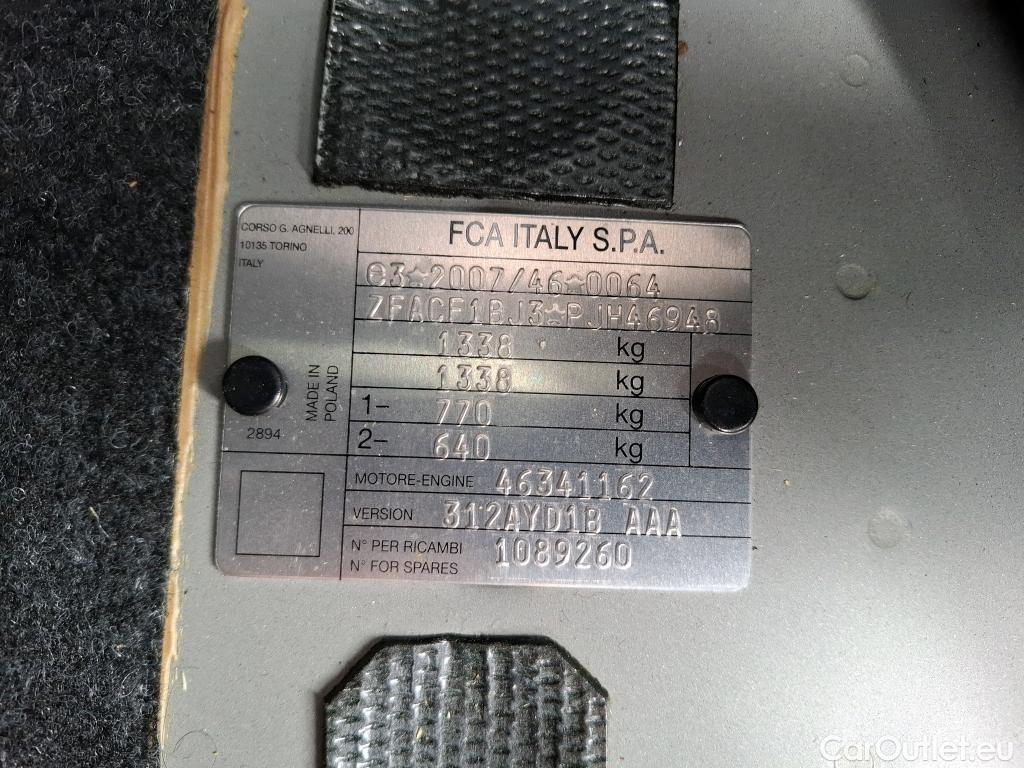 CORSO G. AGNELLI, 200
10135 TORINO
ITALY
FCA ITALY S.P.A.
e3*2007/46*0064
ZFACF1BJ3*PJH46948
1338 kg
1338 kg
1- 770 kg
2- 640 kg
MADE IN
POLAND
2894
MOTORE-ENGINE 46341162
VERSION 312AYD1B AAA
N° PER RICAMBI
N° FOR SPARES 1089260
CarOutlet.eu